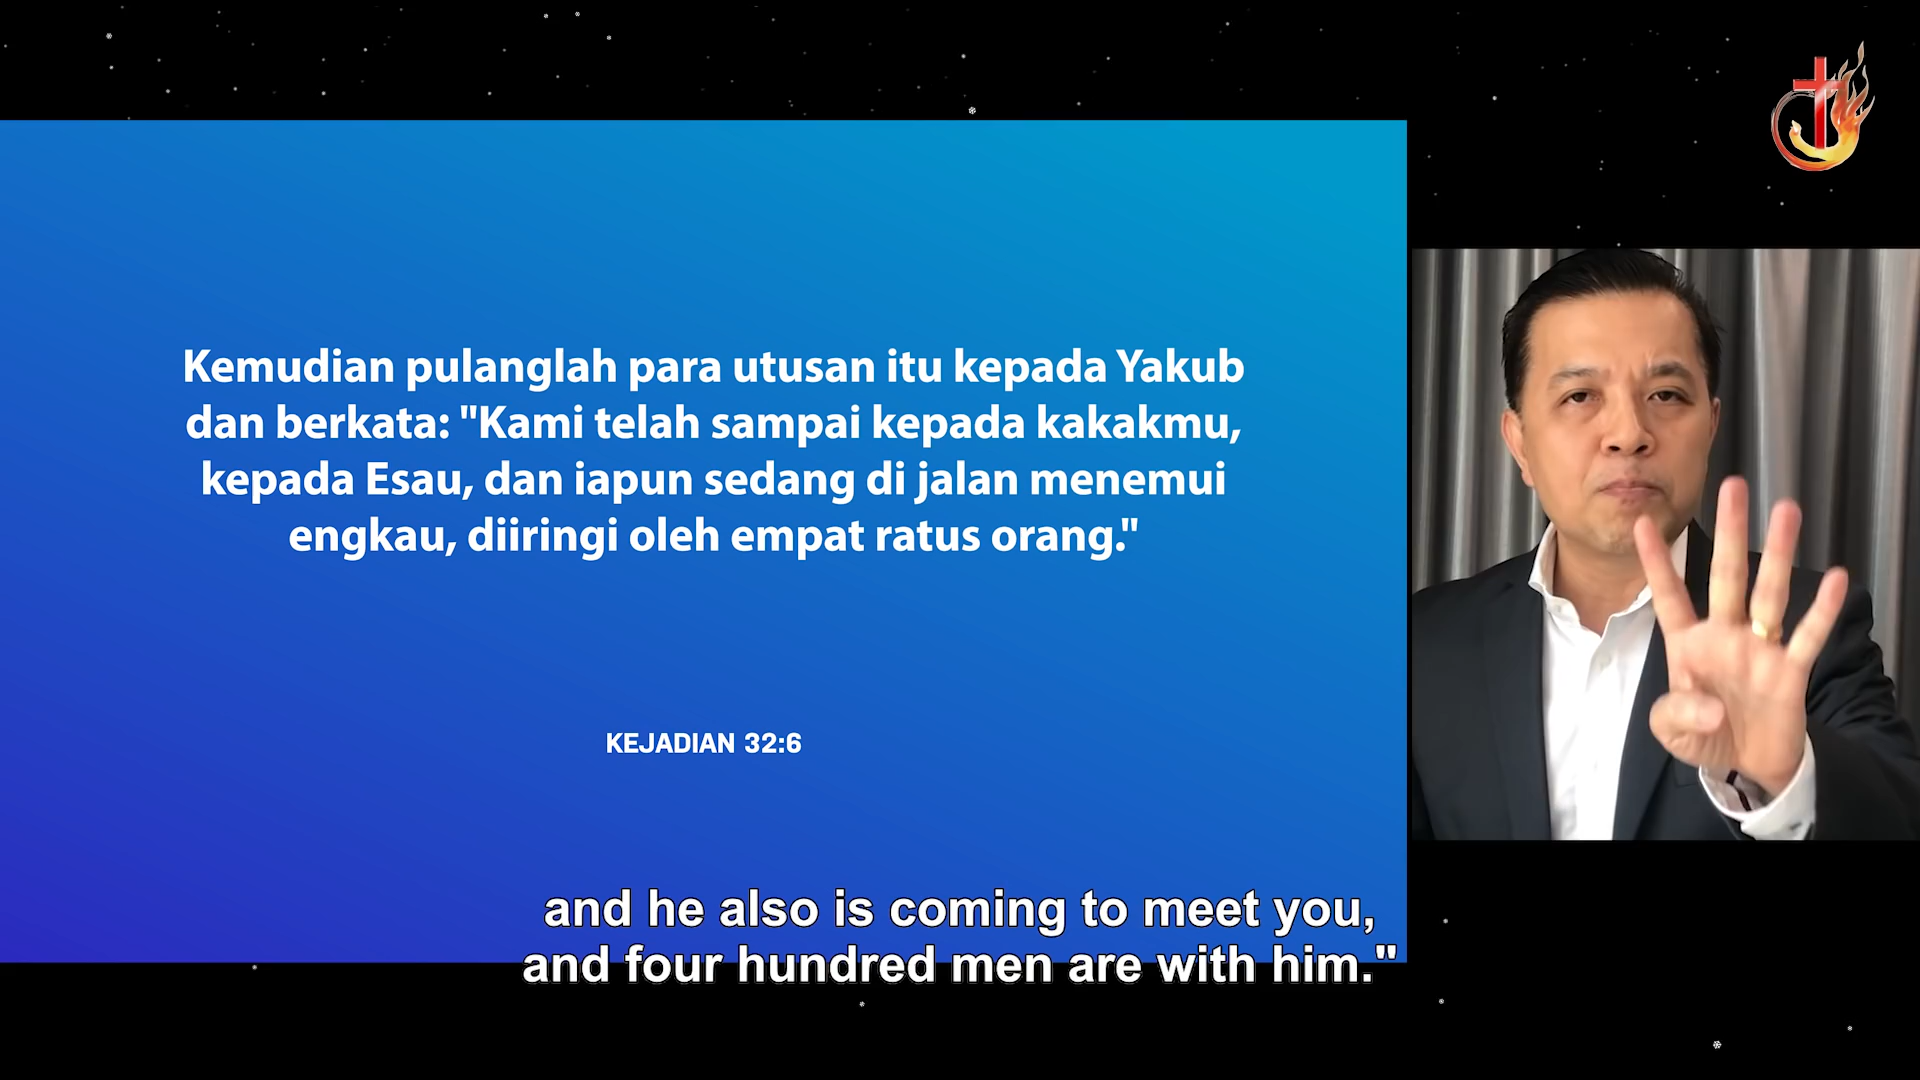 Kemudian pulanglah para utusan itu kepada Yakub
dan berkata: "Kami telah sampai kepada kakakmu,
kepada Esau, dan iapun sedang di jalan menemui
engkau, diiringi oleh empat ratus orang."
KEJADIAN 32:6
and he also is coming to meet you,
and four hundred men are with him."